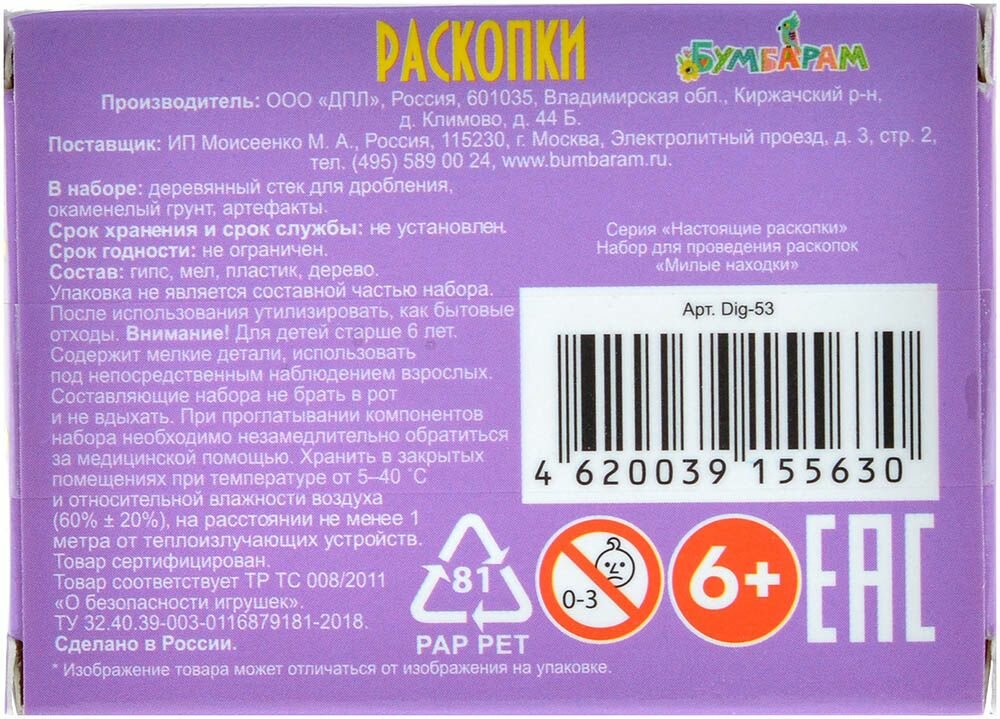 РАСКОПКИ
БУМБАРАМ
Производитель: ООО «ДПЛ», Россия, 601035, Владимирская обл., Киржачский р-н,
д. Климово, д. 44 Б.
Поставщик: ИП Моисеенко М. А., Россия, 115230, г. Москва, Электролитный проезд, д. 3, стр. 2,
тел. (495) 589 00 24, www.bumbaram.ru.
В наборе: деревянный стек для дробления,
окаменелый грунт, артефакты.
Срок хранения и срок службы: не установлен.
Срок годности: не ограничен.
Состав: гипс, мел, пластик, дерево.
Упаковка не является составной частью набора.
После использования утилизировать, как бытовые
отходы. Внимание! Для детей старше 6 лет.
Содержит мелкие детали, использовать
под непосредственным наблюдением взрослых.
Составляющие набора не брать в рот
и не вдыхать. При проглатывании компонентов
набора необходимо незамедлительно обратиться
за медицинской помощью. Хранить в закрытых
помещениях при температуре от 5–40 °С
и относительной влажности воздуха
(60% ± 20%), на расстоянии не менее 1
метра от теплоизлучающих устройств.
Товар сертифицирован.
Товар соответствует ТР ТС 008/2011
«О безопасности игрушек».
ТУ 32.40.39-003-0116879181-2018.
Сделано в России.
* Изображение товара может отличаться от изображения на упаковке.
Серия «Настоящие раскопки»
Набор для проведения раскопок
«Милые находки»
Арт. Dig-53
4 620039 155630
81
PAP PET
0-3
6+
EAC